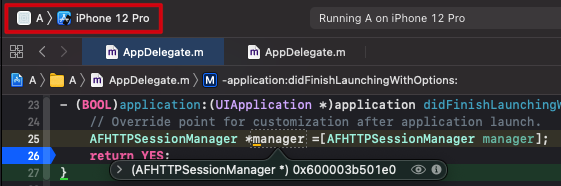 A 〉 iPhone 12 Pro
Running A on iPhone 12 Pro
AppDelegate.m
AppDelegate.m
A 〉 A 〉 AppDelegate.m 〉 M -application:didFinishLaunchingWithOptions:
23 - (BOOL)application:(UIApplication *)application didFinishLaunchingW
24 // Override point for customization after application launch.
25 AFHTTPSessionManager *manager =[AFHTTPSessionManager manager];
26 return YES;
27 }
(AFHTTPSessionManager *) 0x600003b501e0